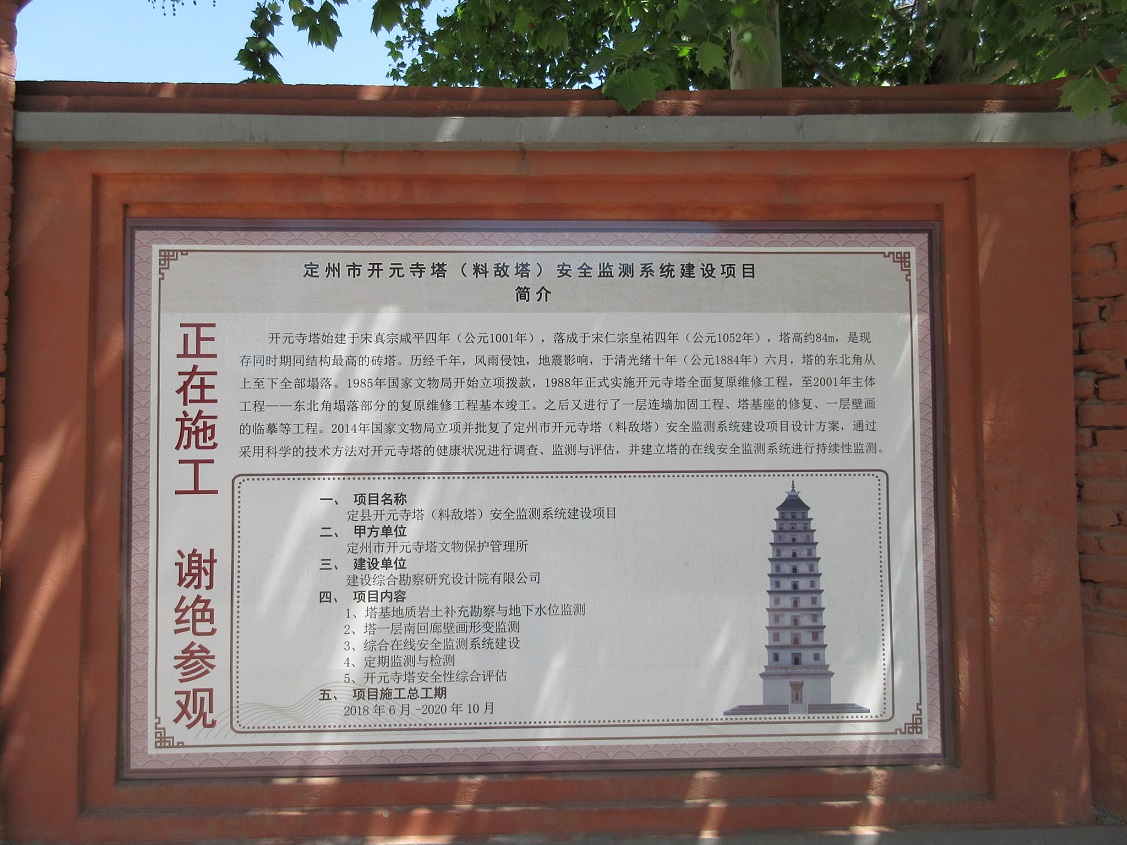 定州市开元寺塔（料敌塔）安全监测系统建设项目
简介
正在施工 谢绝参观
开元寺塔始建于宋真宗咸平四年（公元1001年），落成于宋仁宗皇祐四年（公元1052年），塔高约84m，是现
存同时期同结构最高的砖塔。历经千年，风雨侵蚀，地震影响，于清光绪十年（公元1884年）六月，塔的东北角从
上至下全部塌落。1985年国家文物局开始立项拨款，1988年正式实施开元寺塔全面复原维修工程，至2001年主体
工程——东北角塌落部分的复原维修工程基本竣工。之后又进行了一层连墙加固工程、塔基座的修复、一层壁画
的临摹等工程。2014年国家文物局立项并批复了定州市开元寺塔（料敌塔）安全监测系统建设项目设计方案，通过
采用科学的技术方法对开元寺塔的健康状况进行调查、监测与评估，并建立塔的在线安全监测系统进行持续性监测。
一、 项目名称
定县开元寺塔（料敌塔）安全监测系统建设项目
二、 甲方单位
定州市开元寺塔文物保护管理所
三、 建设单位
建设综合勘察研究设计院有限公司
四、 项目内容
1、塔基地质岩土补充勘察与地下水位监测
2、塔一层南回廊壁画形变监测
3、综合在线安全监测系统建设
4、定期监测与检测
5、开元寺塔安全性综合评估
五、 项目施工总工期
2018年6月-2020年10月